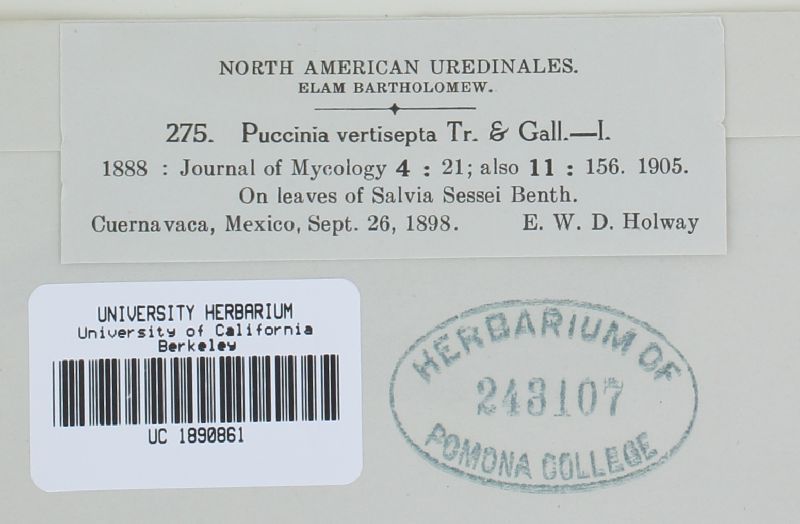 NORTH AMERICAN UREDINALES.
ELAM BARTHOLOMEW.
275. Puccinia vertisepta Tr. & Gall.—I.
1888 : Journal of Mycology 4 : 21; also 11 : 156. 1905.
On leaves of Salvia Sessei Benth.
Cuernavaca, Mexico, Sept. 26, 1898. E. W. D. Holway
UNIVERSITY HERBARIUM
University of California
Berkeley
UC 1890861
HERBARIUM OF
243107
POMONA COLLEGE